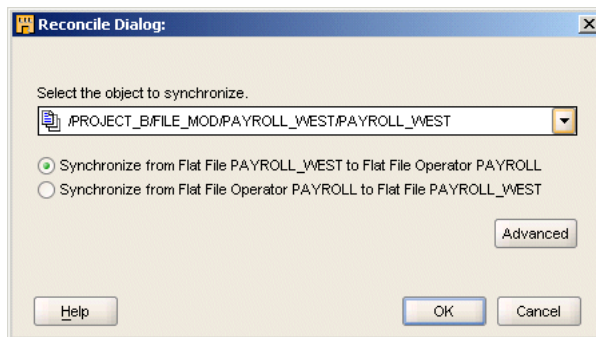 Reconcile Dialog:
Select the object to synchronize.
/PROJECT_B/FILE_MOD/PAYROLL_WEST/PAYROLL_WEST
Synchronize from Flat File PAYROLL_WEST to Flat File Operator PAYROLL
Synchronize from Flat File Operator PAYROLL to Flat File PAYROLL_WEST
Advanced
Help OK Cancel